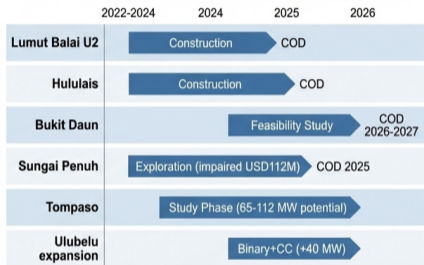 2022-2024 2024 2025 2026
Lumut Balai U2 Construction COD
Hululais Construction COD
Bukit Daun Feasibility Study COD
2026-2027
Sungai Penuh Exploration (impaired USD112M) COD 2025
Tompaso Study Phase (65-112 MW potential)
Ulubelu
expansion Binary+CC (+40 MW)